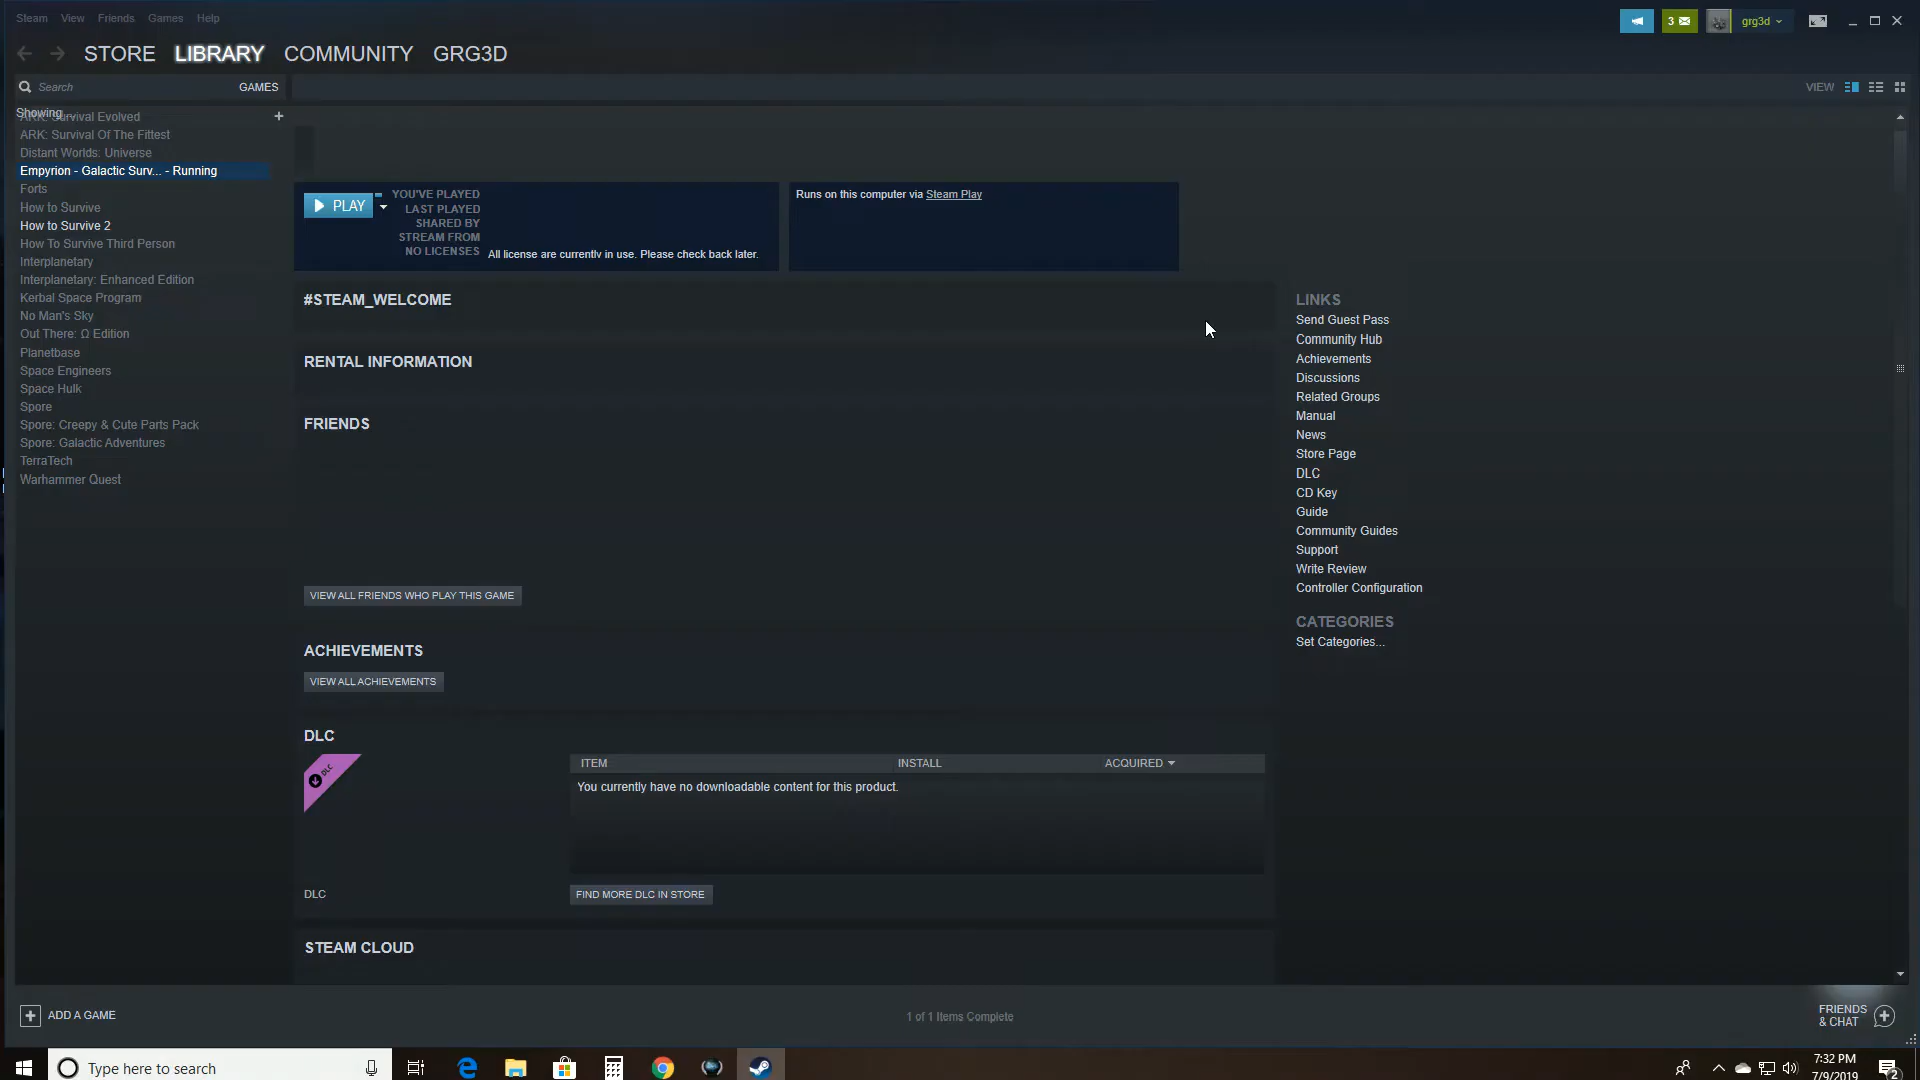 Steam View Friends Games Help
3
grg3d
STORE LIBRARY COMMUNITY GRG3D
Search
GAMES
VIEW
Showing
ARK: Survival Evolved
ARK: Survival Of The Fittest
Distant Worlds: Universe
Empyrion - Galactic Surv... - Running
Forts
How to Survive
How to Survive 2
How To Survive Third Person
Interplanetary
Interplanetary: Enhanced Edition
Kerbal Space Program
No Man's Sky
Out There: Ω Edition
Planetbase
Space Engineers
Space Hulk
Spore
Spore: Creepy & Cute Parts Pack
Spore: Galactic Adventures
TerraTech
Warhammer Quest
PLAY
YOU'VE PLAYED
LAST PLAYED
SHARED BY
STREAM FROM
NO LICENSES All license are currently in use. Please check back later.
Runs on this computer via Steam Play
#STEAM_WELCOME
RENTAL INFORMATION
FRIENDS
VIEW ALL FRIENDS WHO PLAY THIS GAME
ACHIEVEMENTS
VIEW ALL ACHIEVEMENTS
DLC
DLC
ITEM INSTALL ACQUIRED
You currently have no downloadable content for this product.
DLC
FIND MORE DLC IN STORE
STEAM CLOUD
LINKS
Send Guest Pass
Community Hub
Achievements
Discussions
Related Groups
Manual
News
Store Page
DLC
CD Key
Guide
Community Guides
Support
Write Review
Controller Configuration
CATEGORIES
Set Categories...
ADD A GAME
1 of 1 Items Complete
FRIENDS
& CHAT
Type here to search
7:32 PM
7/9/2019
2